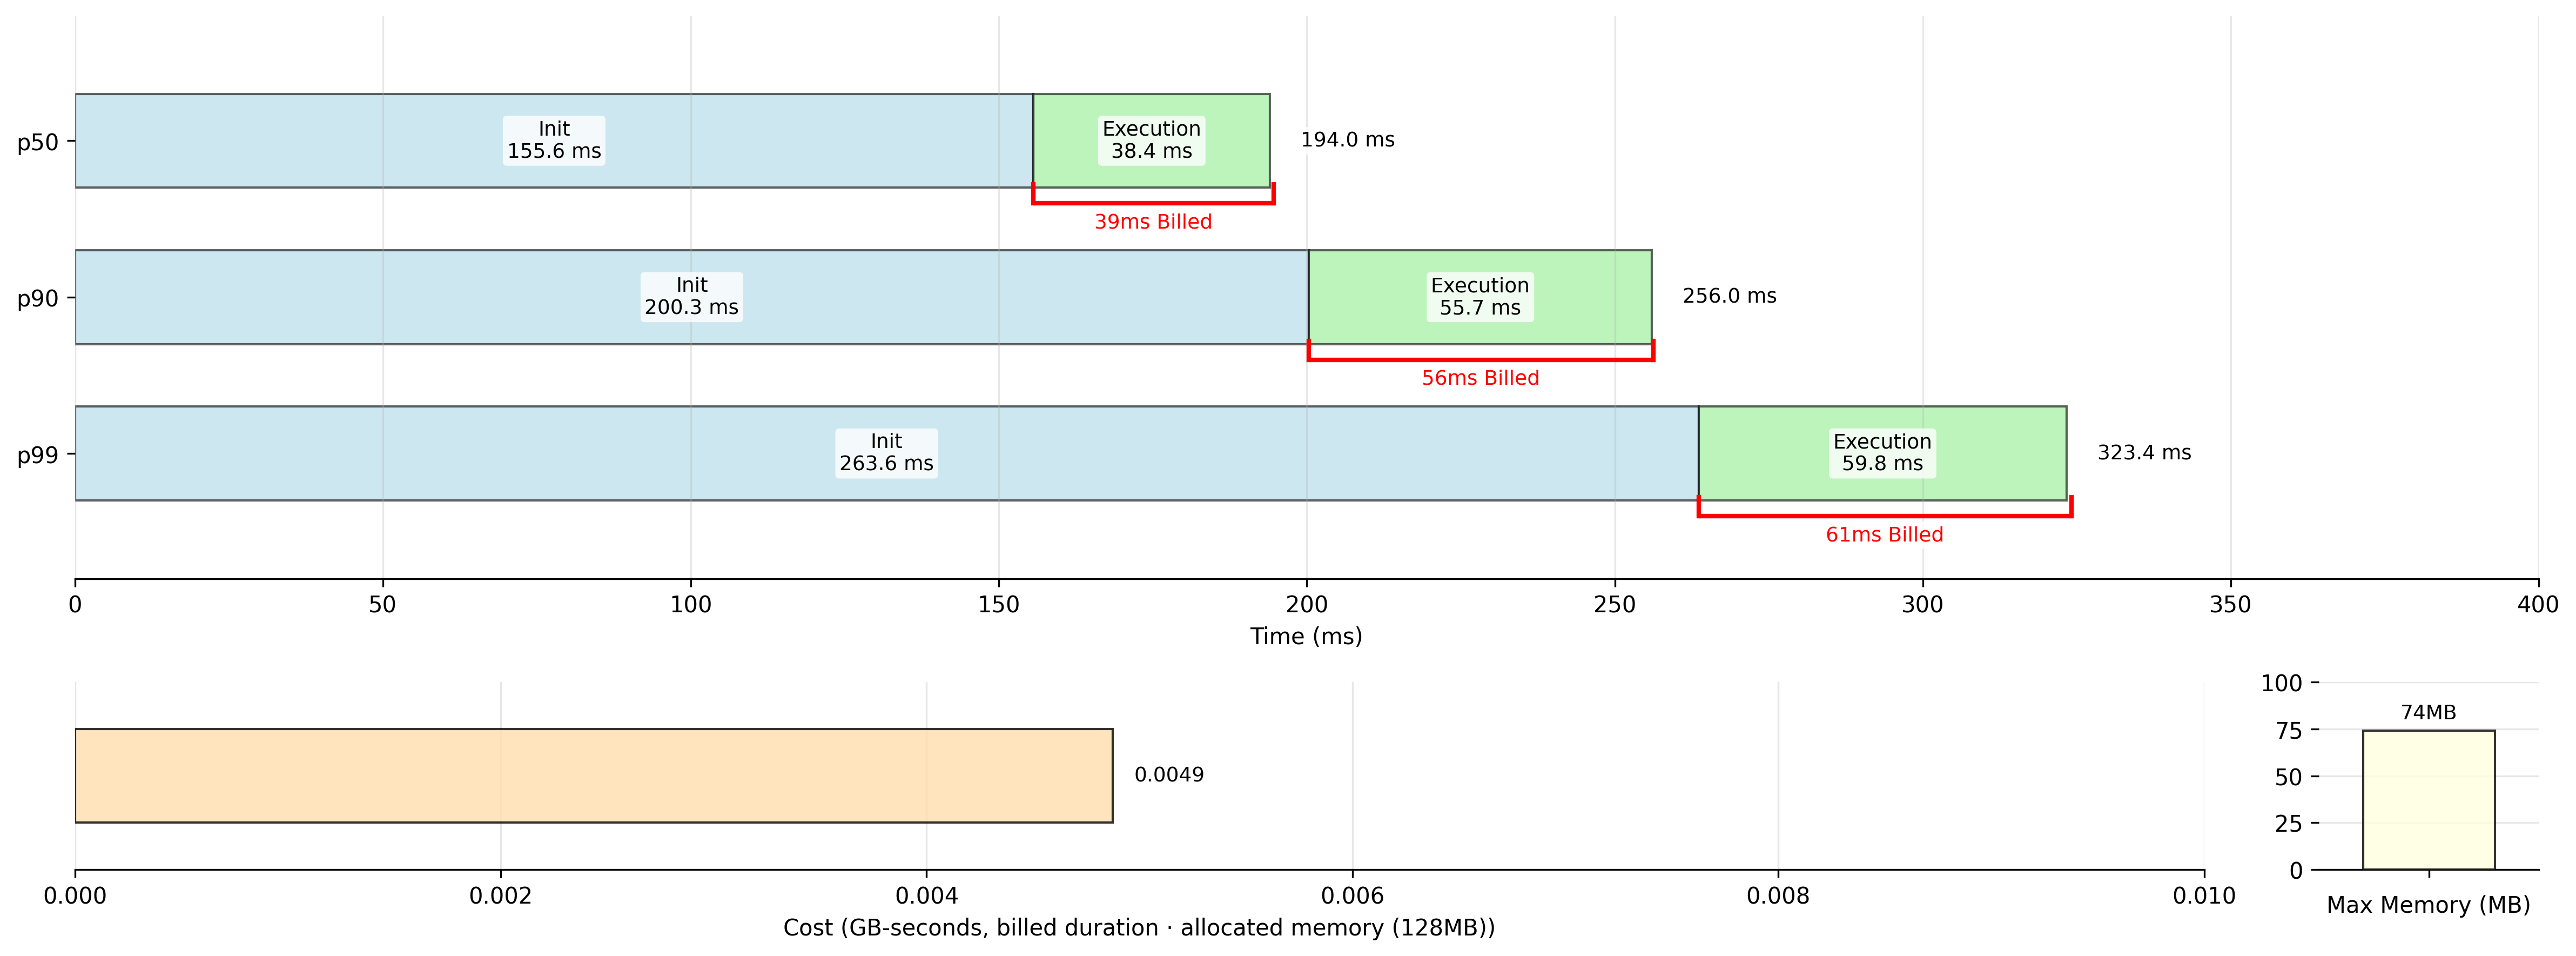 p50
Init
155.6 ms
Execution
38.4 ms
194.0 ms
39ms Billed
p90
Init
200.3 ms
Execution
55.7 ms
256.0 ms
56ms Billed
p99
Init
263.6 ms
Execution
59.8 ms
323.4 ms
61ms Billed
0 50 100 150 200 250 300 350 400
Time (ms)
0.0049
0.000 0.002 0.004 0.006 0.008 0.010
Cost (GB-seconds, billed duration · allocated memory (128MB))
100
74MB
75
50
25
0
Max Memory (MB)